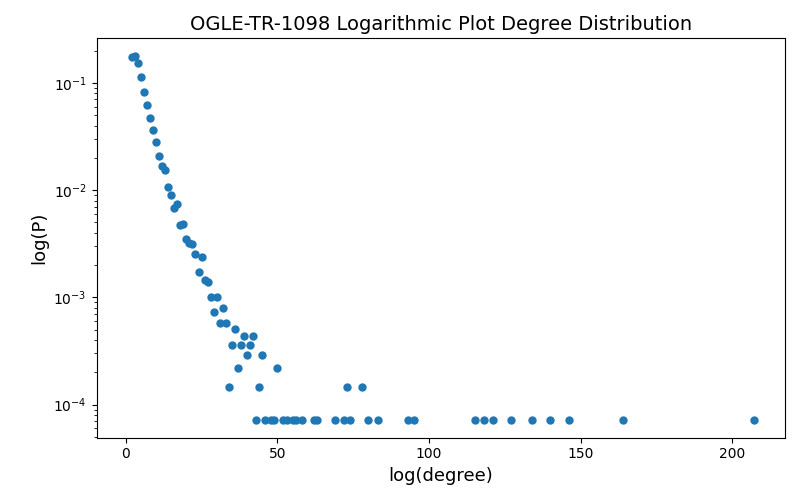 OGLE-TR-1098 Logarithmic Plot Degree Distribution
10⁻¹
10⁻²
10⁻³
10⁻⁴
log(P)
0 50 100 150 200
log(degree)